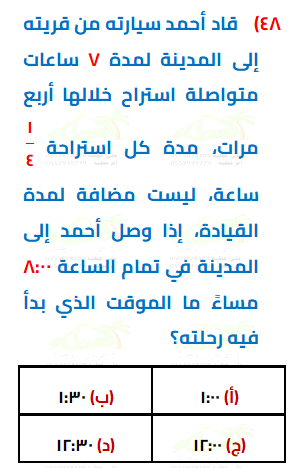 ٤٨) قاد أحمد سيارته من قريته
إلى المدينة لمدة ٧ ساعات
متواصلة استراح خلالها أربع
مرات، مدة كل استراحة ١/٤
ساعة، ليست مضافة لمدة
القيادة، إذا وصل أحمد إلى
المدينة في تمام الساعة ٨:٠٠
مساءً ما الموقت الذي بدأ
فيه رحلته؟
(أ) ١:٠٠
(ب) ١:٣٠
(ج) ١٢:٠٠
(د) ١٢:٣٠